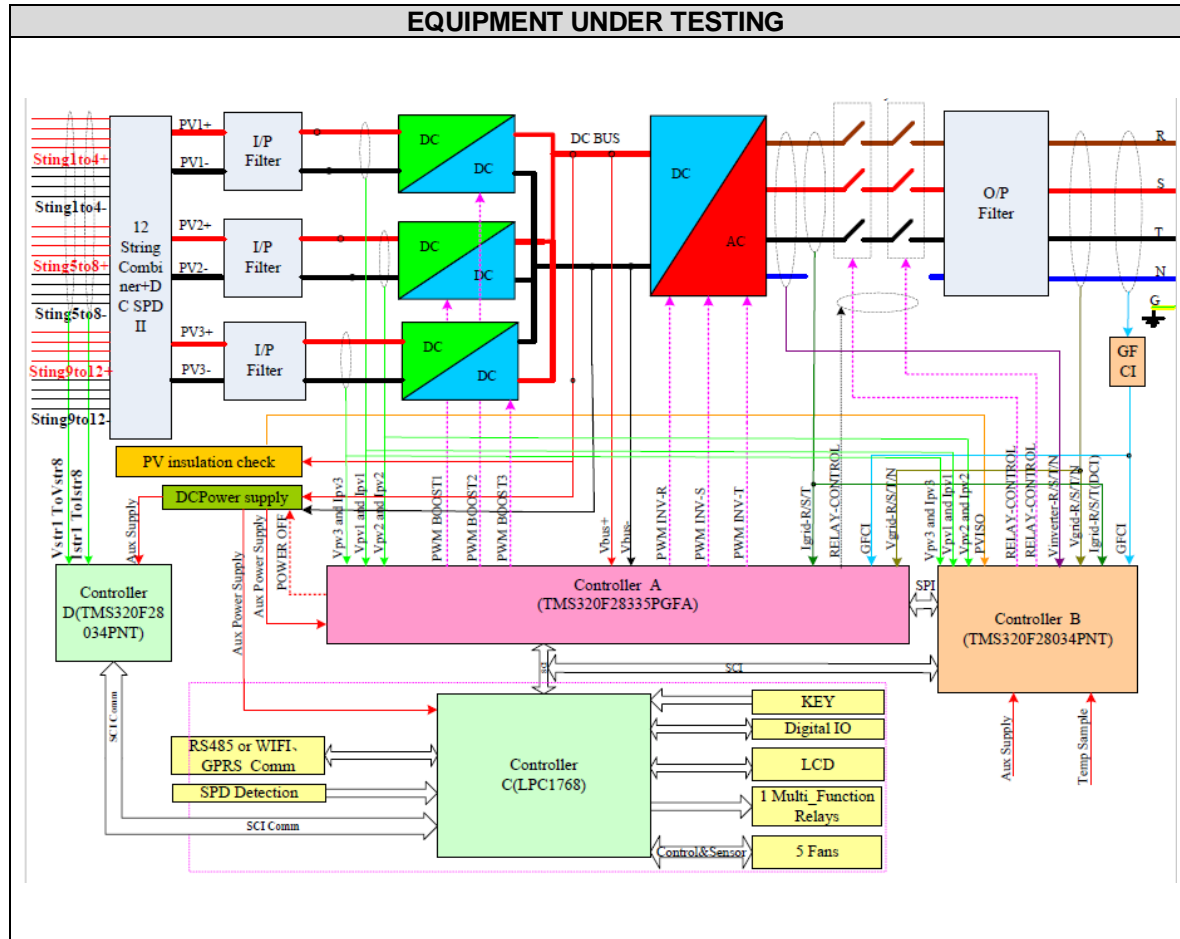 EQUIPMENT UNDER TESTING
Sting1to4+
Sting1to4-
Sting5to8+
Sting5to8-
Sting9to12+
Sting9to12-
12
String
Combi
ner+D
C SPD
II
PV1+
PV1-
PV2+
PV2-
PV3+
PV3-
I/P
Filter
I/P
Filter
I/P
Filter
DC
DC
DC
DC
DC
DC
DC BUS
DC
AC
O/P
Filter
R
S
T
N
G
GF
CI
PV insulation check
DCPower supply
Vstr1 ToVstr8
Istr1 ToIstr8
Aux Supply
Aux Power Supply
Aux Power Supply
POWER OFF
Vpv3 and Ipv3
Vpv1 and Ipv1
Vpv2 and Ipv2
PWM BOOST1
PWM BOOST2
PWM BOOST3
Vbus+
Vbus-
PWM INV-R
PWM INV-S
PWM INV-T
Igrid-R/S/T
RELAY-CONTROL
GFCI
Vgrid-R/S/T/N
Vpv3 and Ipv3
Vpv1 and Ipv1
Vpv2 and Ipv2
PVISO
RELAY-CONTROL
RELAY-CONTROL
Vinverter-R/S/T/N
Vgrid-R/S/T/N
Igrid-R/S/T(DCI)
GFCI
Controller
D(TMS320F28
034PNT)
Controller A
(TMS320F28335PGFA)
SPI
Controller B
(TMS320F28034PNT)
sci
SCI
SCI Comm
Aux Supply
Temp Sample
RS485 or WIFI、
GPRS Comm
SPD Detection
SCI Comm
Controller
C(LPC1768)
KEY
Digital IO
LCD
1 Multi_Function
Relays
Control&Sensor
5 Fans